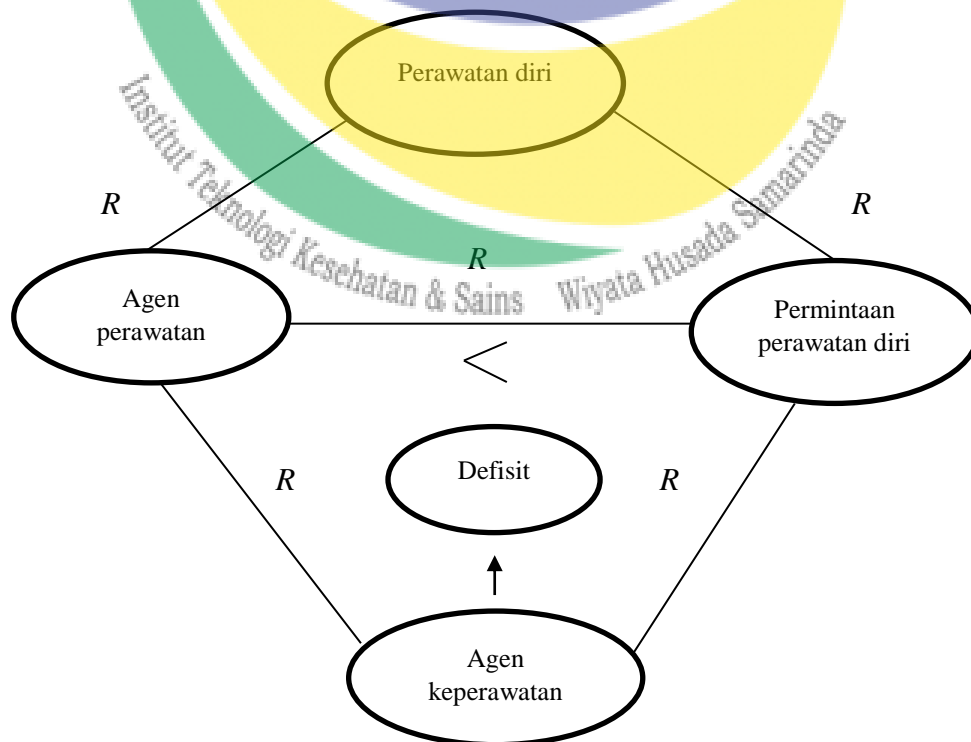 Perawatan diri
Institut Teknologi Kesehatan & Sains Wiyata Husada Samarinda
R
R
R
Agen
perawatan
Permintaan
perawatan diri
<
Defisit
R
R
Agen
keperawatan